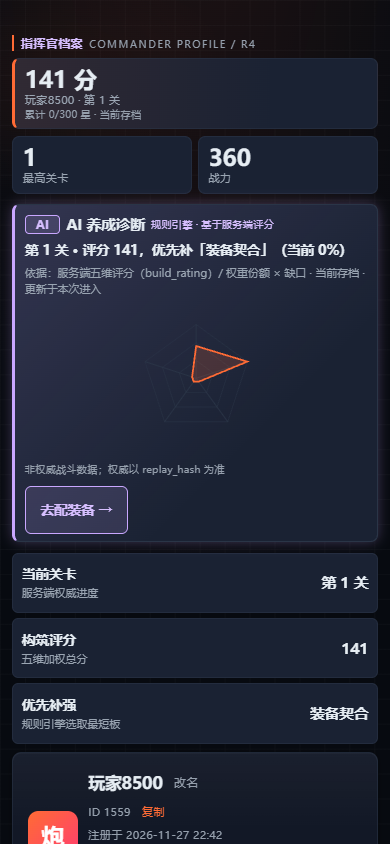 指挥官档案 COMMANDER PROFILE / R4
141 分
玩家8500 · 第 1 关
累计 0/300 星 · 当前存档
1
最高关卡
360
战力
AI AI 养成诊断 规则引擎 · 基于服务端评分
第 1 关 • 评分 141，优先补「装备契合」（当前 0%）
依据：服务端五维评分（build_rating）/ 权重份额 × 缺口 · 当前存档 ·
更新于本次进入
非权威战斗数据；权威以 replay_hash 为准
去配装备 →
当前关卡
服务端权威进度
第 1 关
构筑评分
五维加权总分
141
优先补强
规则引擎选取最短板
装备契合
玩家8500 改名
ID 1559 复制
注册于 2026-11-27 22:42
炮